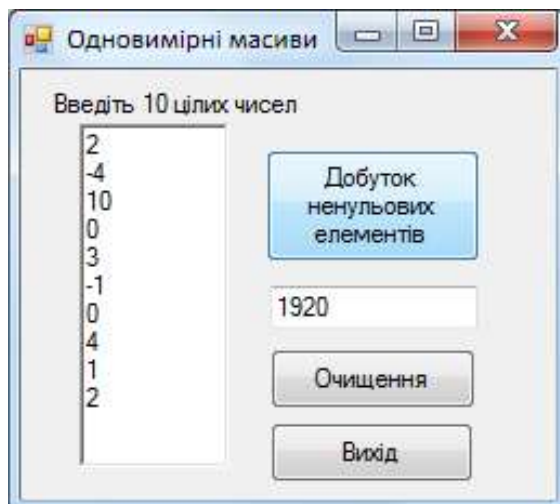 Одновимірні масиви
Введіть 10 цілих чисел
2
-4
10
0
3
-1
0
4
1
2
Добуток
ненульових
елементів
1920
Очищення
Вихід